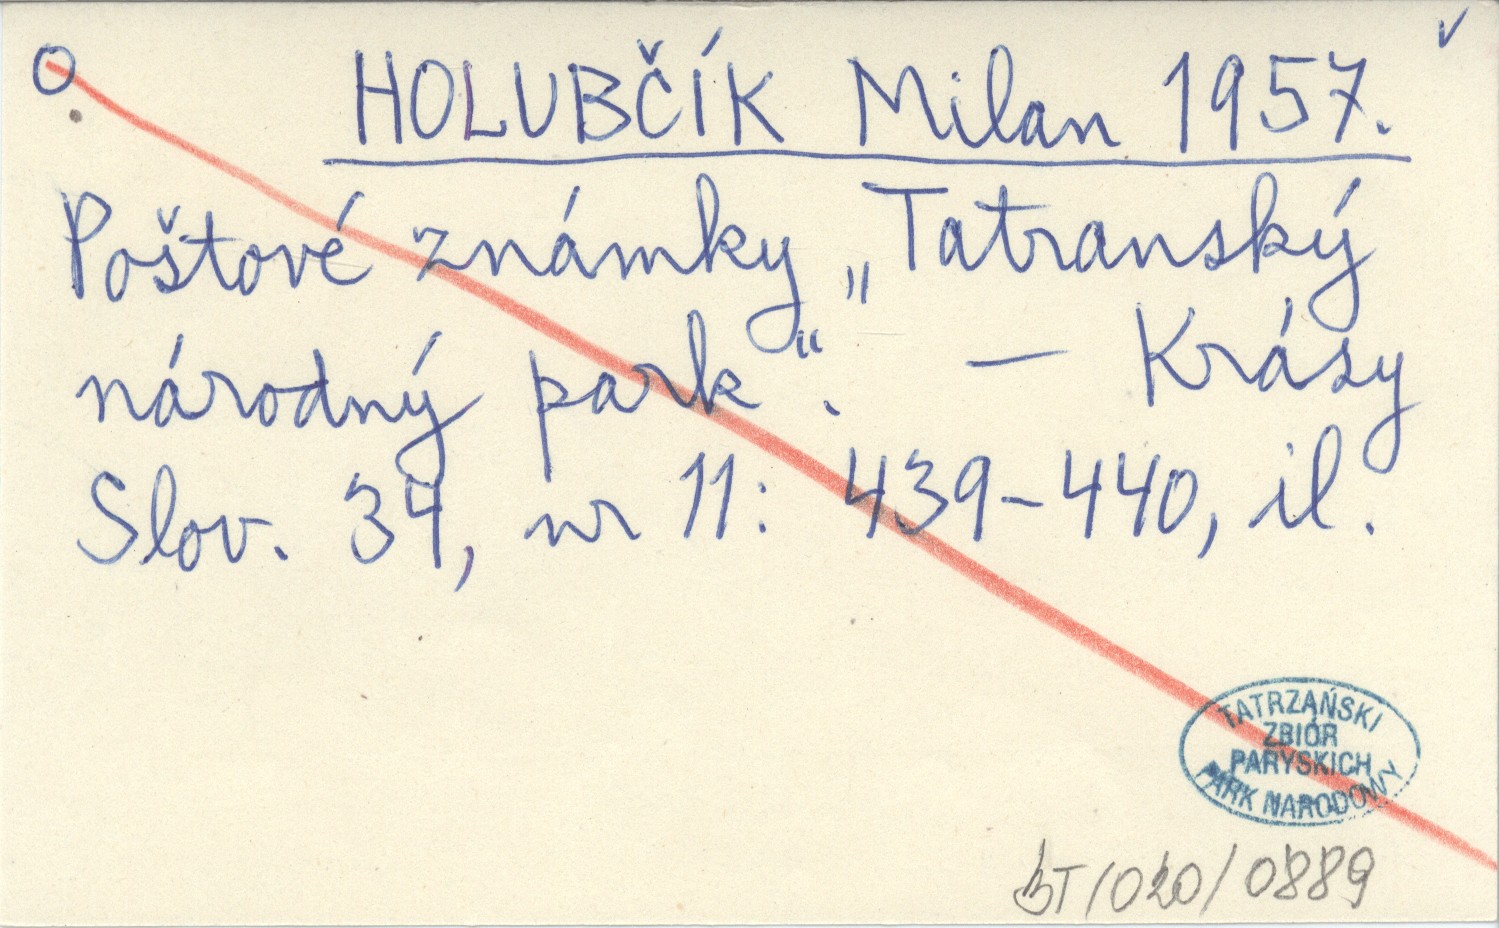 HOLUBČÍK Milan 1957.
Poštové známky „Tatranský
národný park“. — Krásy
Slov. 34, nr 11: 439-440, il.
TATRZAŃSKI
ZBIÓR
PARYSKICH
PARK NARODOWY
BT/020/0889